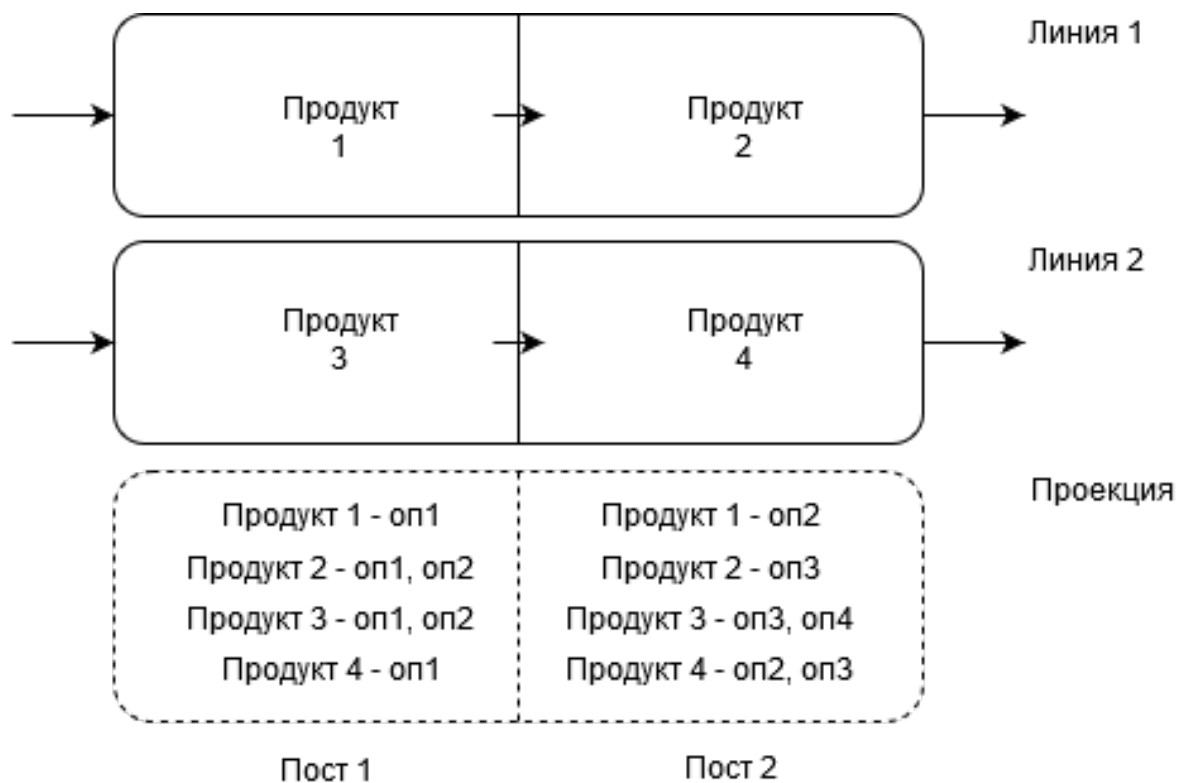 Линия 1
Продукт
1
Продукт
2
Линия 2
Продукт
3
Продукт
4
Проекция
Продукт 1 - оп1
Продукт 1 - оп2
Продукт 2 - оп1, оп2
Продукт 2 - оп3
Продукт 3 - оп1, оп2
Продукт 3 - оп3, оп4
Продукт 4 - оп1
Продукт 4 - оп2, оп3
Пост 1
Пост 2